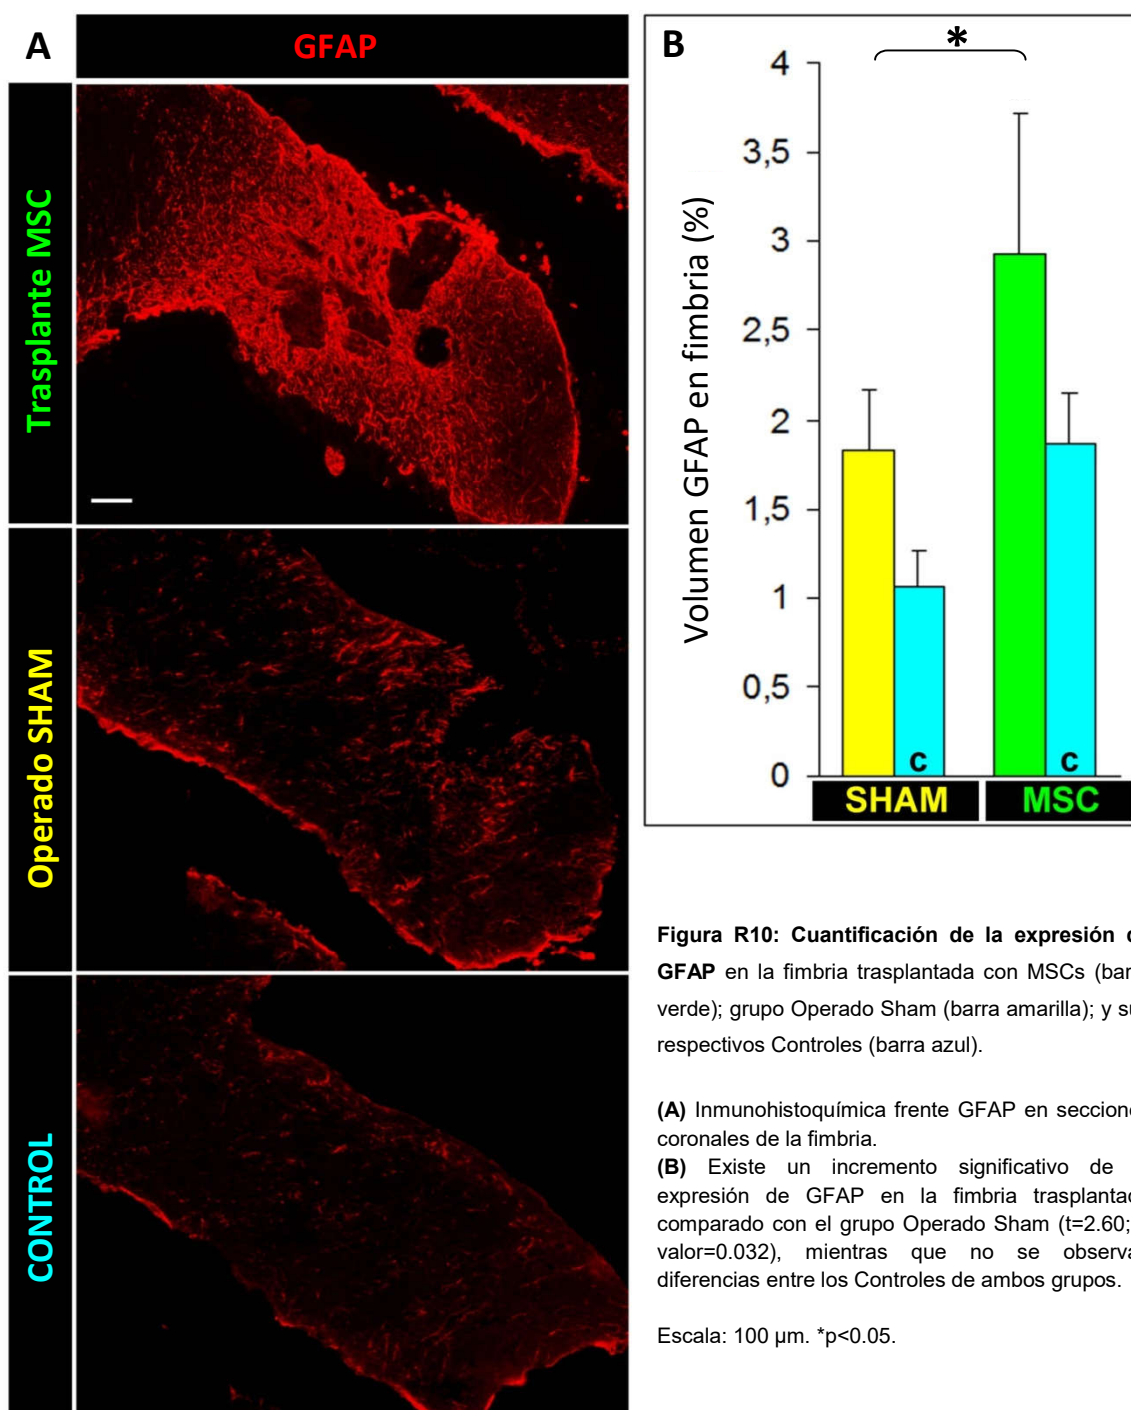 A
GFAP
Trasplante MSC
Operado SHAM
CONTROL
B
*
4
3,5
3
2,5
2
1,5
1
0,5
0
Volumen GFAP en fimbria (%)
c
c
SHAM
MSC
Figura R10: Cuantificación de la expresión
GFAP en la fimbria trasplantada con MSCs
verde); grupo Operado Sham (barra amarilla); y
respectivos Controles (barra azul).
(A) Inmunohistoquímica frente GFAP en
coronales de la fimbria.
(B) Existe un incremento significativo de
expresión de GFAP en la fimbria
comparado con el grupo Operado Sham (t=2.60;
valor=0.032), mientras que no se
diferencias entre los Controles de ambos grupos.
Escala: 100 µm. *p<0.05.